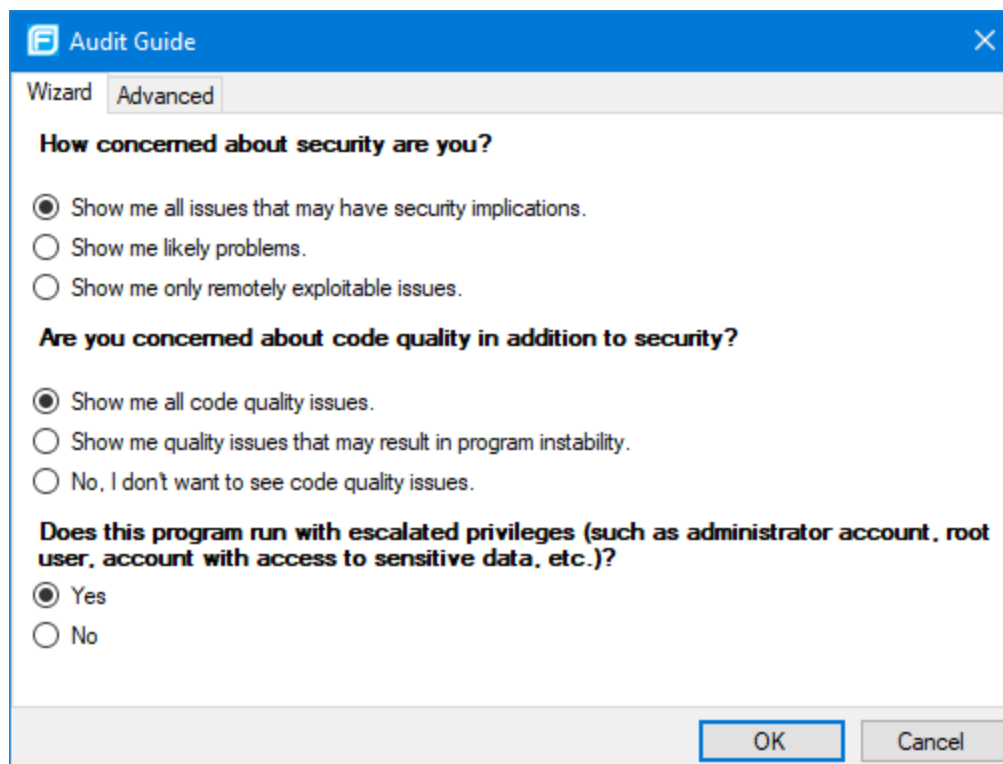 Audit Guide
Wizard Advanced
How concerned about security are you?
Show me all issues that may have security implications.
Show me likely problems.
Show me only remotely exploitable issues.
Are you concerned about code quality in addition to security?
Show me all code quality issues.
Show me quality issues that may result in program instability.
No, I don't want to see code quality issues.
Does this program run with escalated privileges (such as administrator account, root
user, account with access to sensitive data, etc.)?
Yes
No
OK Cancel